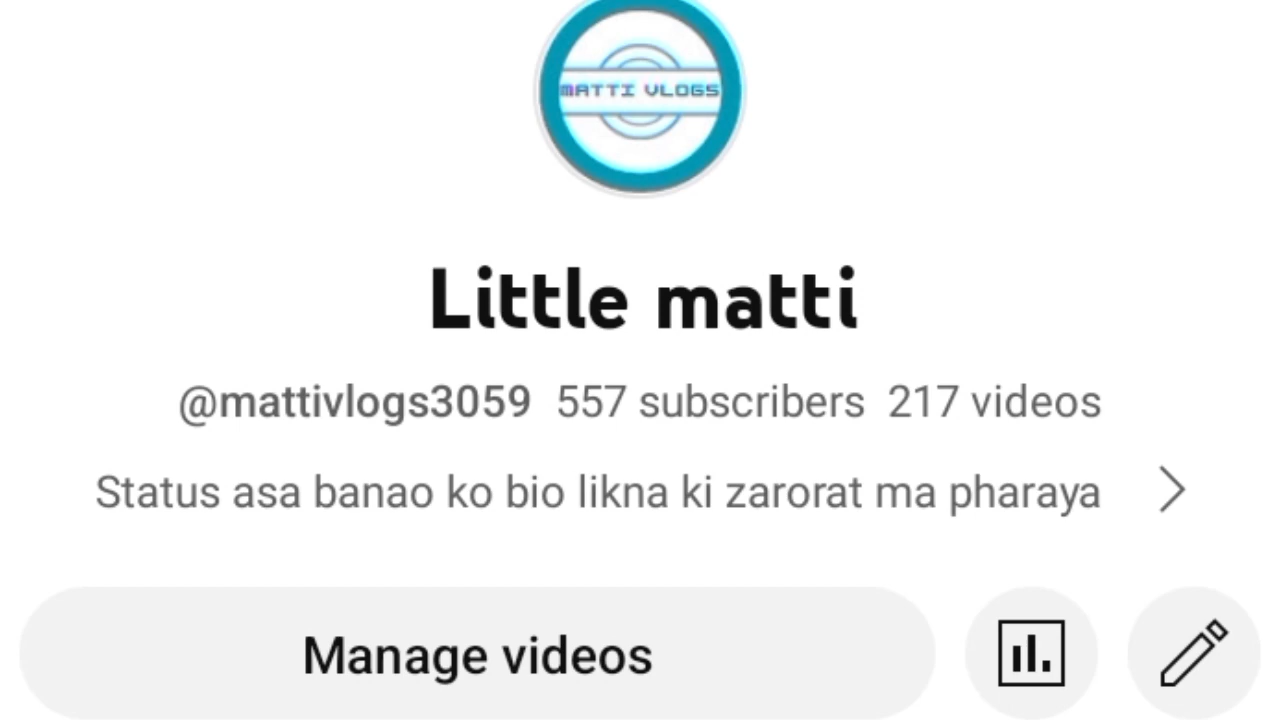 MATTI VLOGS
Little matti
@mattivlogs3059 557 subscribers 217 videos
Status asa banao ko bio likna ki zarorat ma pharaya
Manage videos